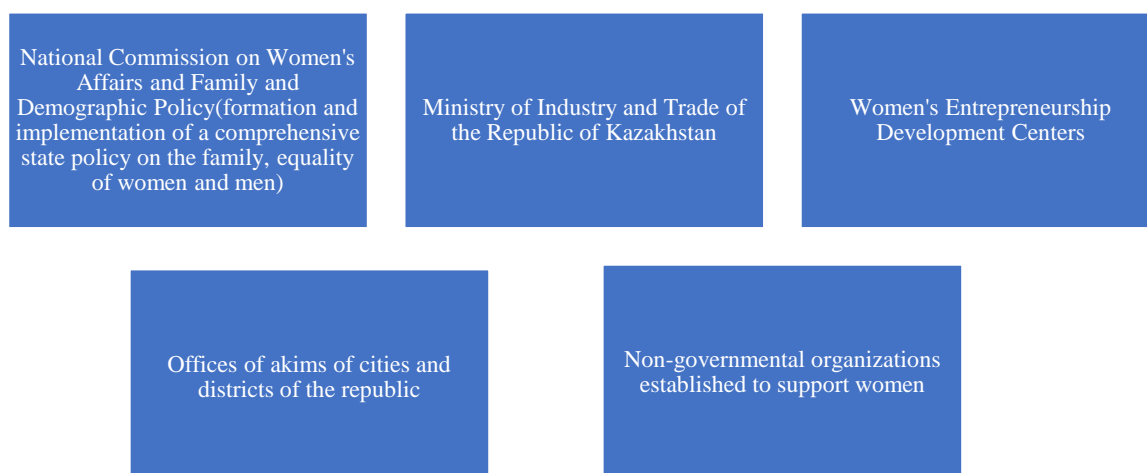 National Commission on Women's
Affairs and Family and
Demographic Policy(formation and
implementation of a comprehensive
state policy on the family, equality
of women and men)
Ministry of Industry and Trade of
the Republic of Kazakhstan
Women's Entrepreneurship
Development Centers
Offices of akims of cities and
districts of the republic
Non-governmental organizations
established to support women